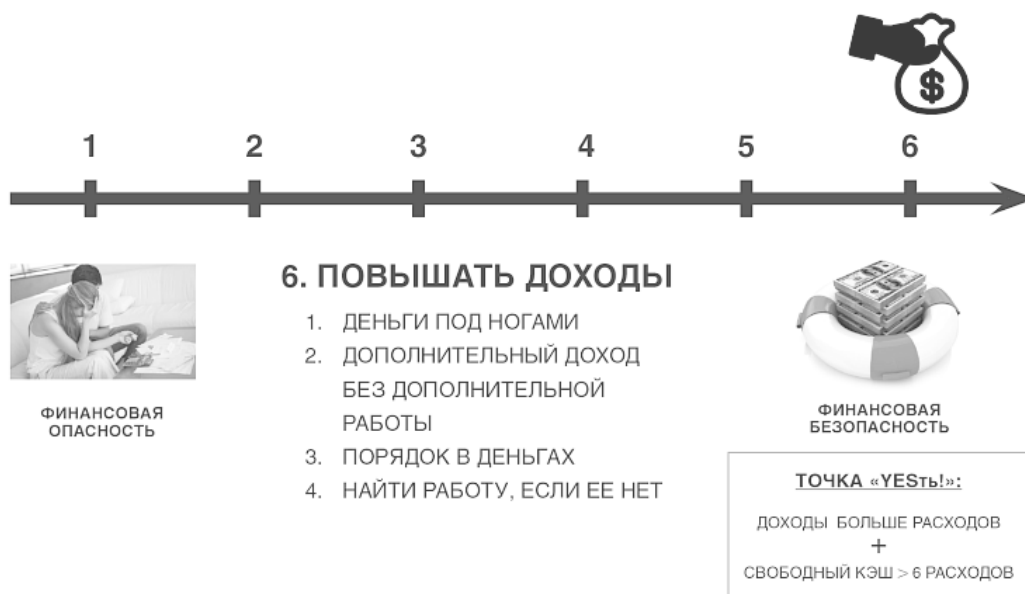 $
1 2 3 4 5 6
6. ПОВЫШАТЬ ДОХОДЫ
1. ДЕНЬГИ ПОД НОГАМИ
2. ДОПОЛНИТЕЛЬНЫЙ ДОХОД
БЕЗ ДОПОЛНИТЕЛЬНОЙ
РАБОТЫ
3. ПОРЯДОК В ДЕНЬГАХ
4. НАЙТИ РАБОТУ, ЕСЛИ ЕЕ НЕТ
ФИНАНСОВАЯ
ОПАСНОСТЬ
ФИНАНСОВАЯ
БЕЗОПАСНОСТЬ
ТОЧКА «YESть!»:
ДОХОДЫ БОЛЬШЕ РАСХОДОВ
+
СВОБОДНЫЙ КЭШ > 6 РАСХОДОВ